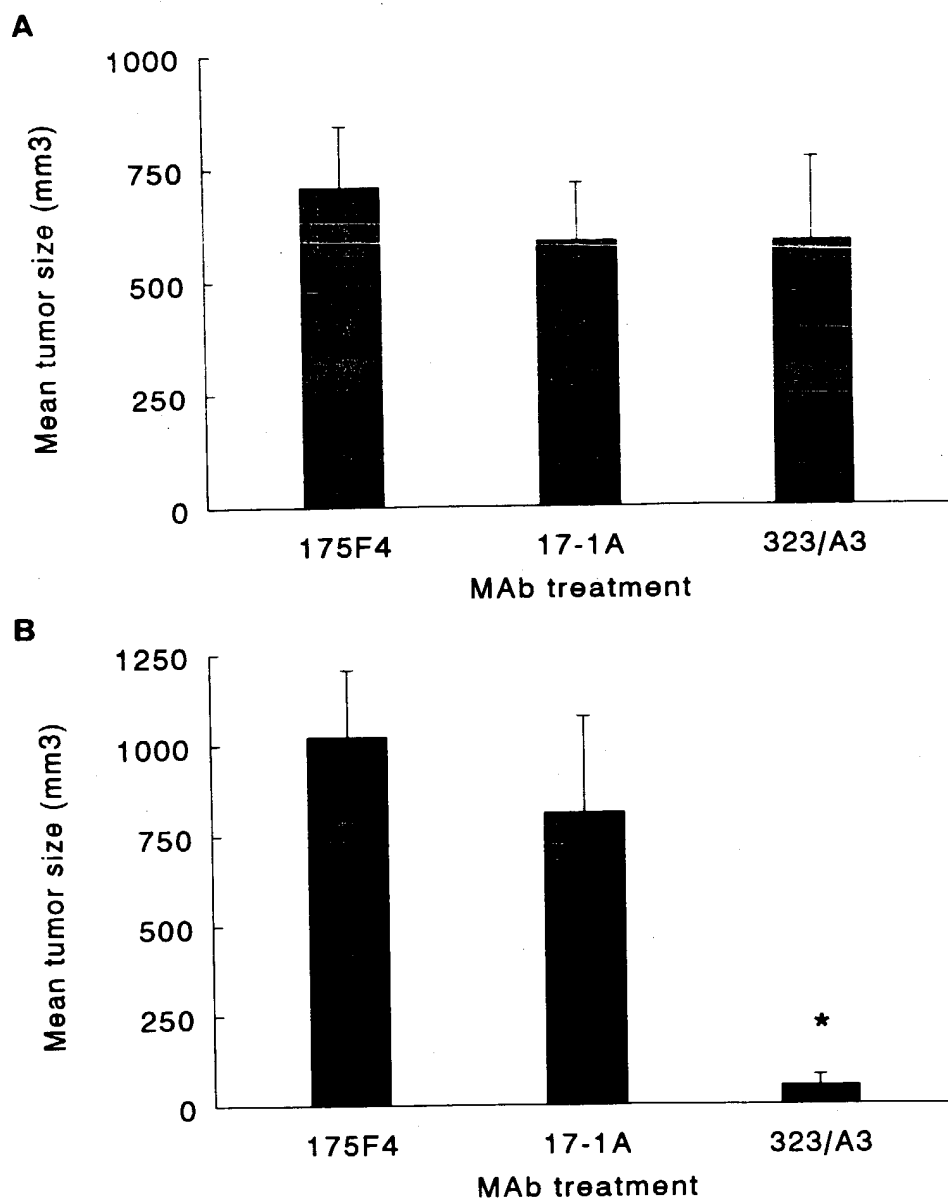 A
Mean tumor size (mm3)
1000
750
500
250
0
175F4 17-1A 323/A3
MAb treatment
B
Mean tumor size (mm3)
1250
1000
750
500
250
0
*
175F4 17-1A 323/A3
MAb treatment